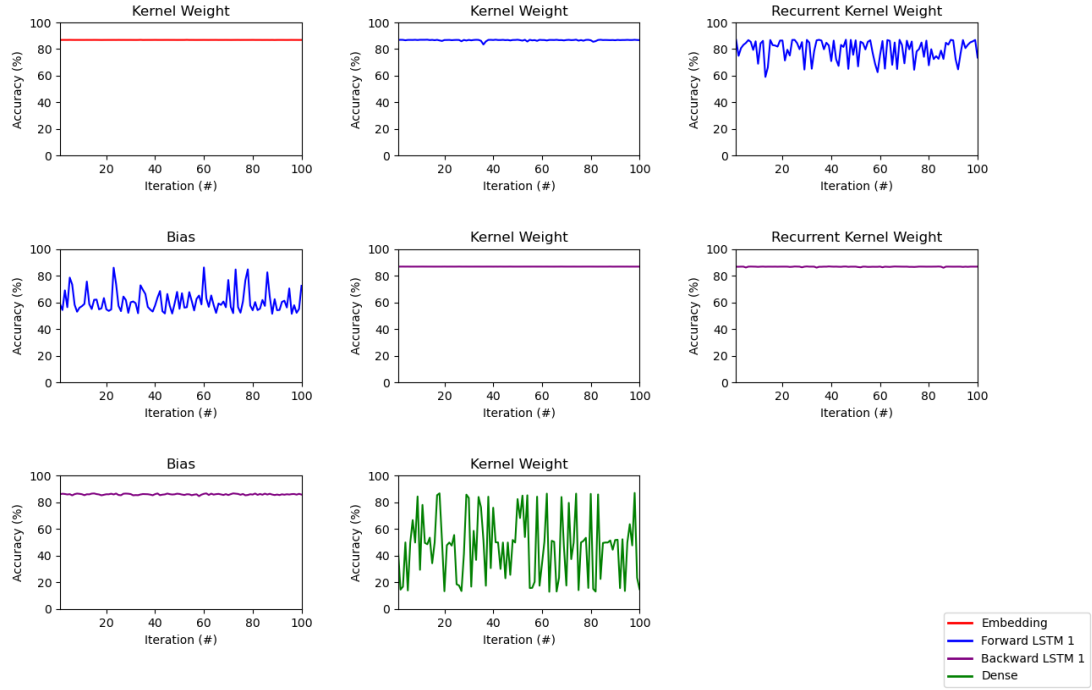 Kernel Weight
Accuracy (%)
100
80
60
40
20
0
20 40 60 80 100
Iteration (#)
Kernel Weight
Accuracy (%)
100
80
60
40
20
0
20 40 60 80 100
Iteration (#)
Recurrent Kernel Weight
Accuracy (%)
100
80
60
40
20
0
20 40 60 80 100
Iteration (#)
Bias
Accuracy (%)
100
80
60
40
20
0
20 40 60 80 100
Iteration (#)
Kernel Weight
Accuracy (%)
100
80
60
40
20
0
20 40 60 80 100
Iteration (#)
Recurrent Kernel Weight
Accuracy (%)
100
80
60
40
20
0
20 40 60 80 100
Iteration (#)
Bias
Accuracy (%)
100
80
60
40
20
0
20 40 60 80 100
Iteration (#)
Kernel Weight
Accuracy (%)
100
80
60
40
20
0
20 40 60 80 100
Iteration (#)
Embedding
Forward LSTM 1
Backward LSTM 1
Dense